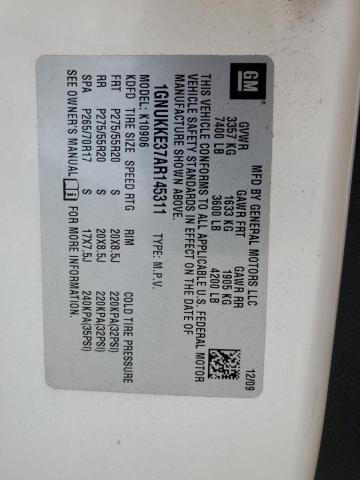 GM
MFD BY GENERAL MOTORS LLC
12/09
GVWR GAWR FRT GAWR RR
3357 KG 1633 KG 1905 KG
7400 LB 3600 LB 4200 LB
THIS VEHICLE CONFORMS TO ALL APPLICABLE U.S. FEDERAL MOTOR
VEHICLE SAFETY STANDARDS IN EFFECT ON THE DATE OF
MANUFACTURE SHOWN ABOVE.
1GNUKKE37AR145311 TYPE: M.P.V.
MODEL: K10906
KDFD TIRE SIZE SPEED RTG RIM COLD TIRE PRESSURE
FRT P275/55R20 S 20X8.5J 220KPA(32PSI)
RR P275/55R20 S 20X8.5J 220KPA(32PSI)
SPA P265/70R17 S 17X7.5J 240KPA(35PSI)
SEE OWNER'S MANUAL FOR MORE INFORMATION.